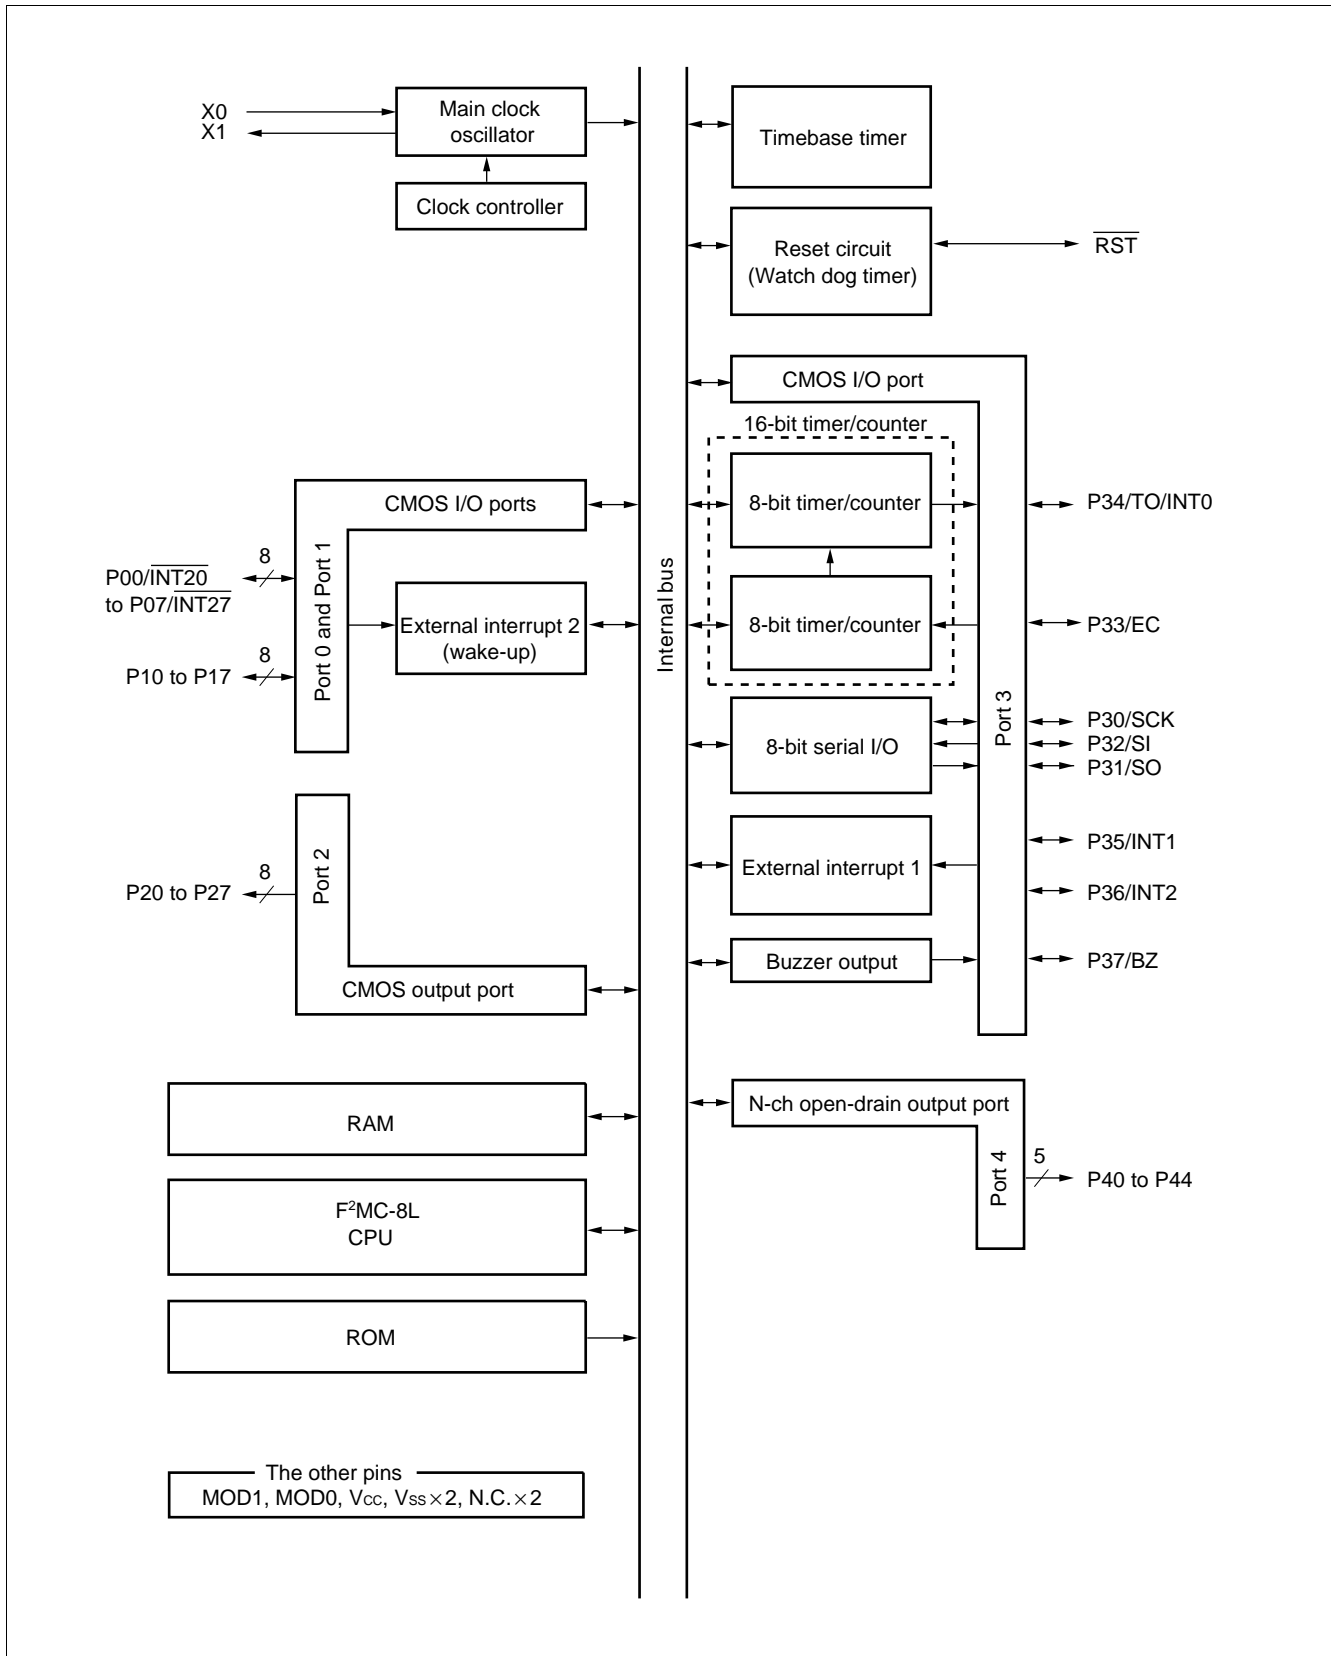 X0
X1
Main clock
oscillator
Clock controller
CMOS I/O ports
Port 0 and Port 1
8
P00/INT20
to P07/INT27
External interrupt 2
(wake-up)
8
P10 to P17
Port 2
8
P20 to P27
CMOS output port
RAM
F²MC-8L
CPU
ROM
The other pins
MOD1, MOD0, VCC, VSS×2, N.C.×2
Internal bus
Timebase timer
Reset circuit
(Watch dog timer)
RST
CMOS I/O port
16-bit timer/counter
8-bit timer/counter
P34/TO/INT0
8-bit timer/counter
P33/EC
Port 3
8-bit serial I/O
P30/SCK
P32/SI
P31/SO
External interrupt 1
P35/INT1
P36/INT2
Buzzer output
P37/BZ
N-ch open-drain output port
Port 4
5
P40 to P44